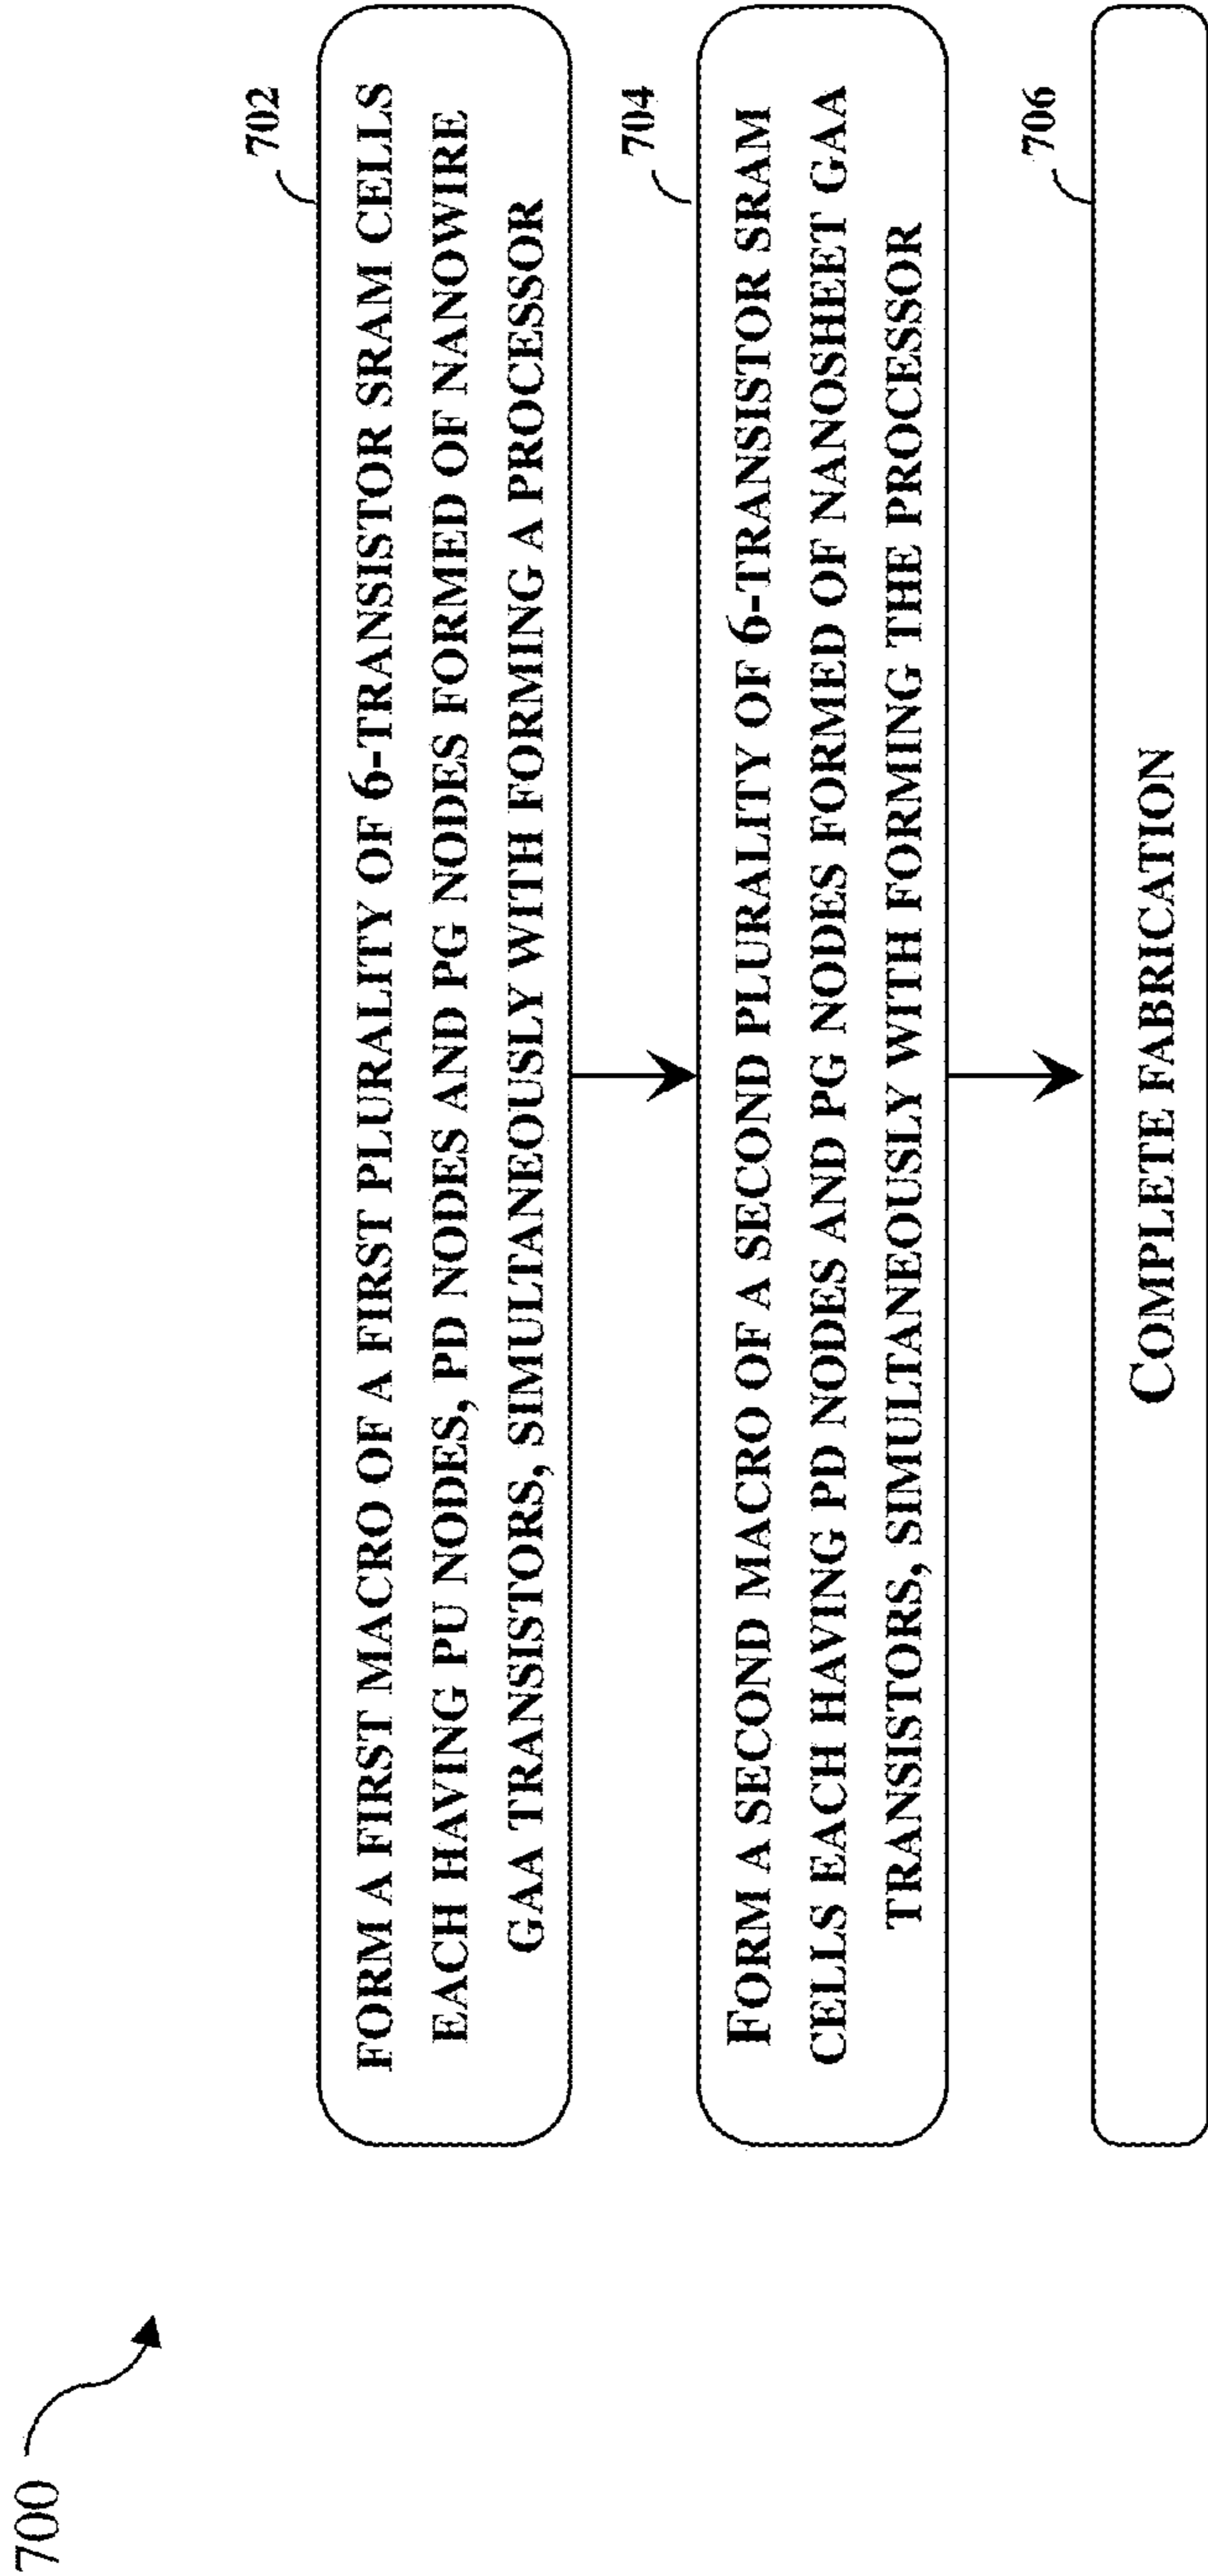 700
702
FORM A FIRST MACRO OF A FIRST PLURALITY OF 6-TRANSISTOR SRAM CELLS
EACH HAVING PU NODES, PD NODES AND PG NODES FORMED OF NANOWIRE
GAA TRANSISTORS, SIMULTANEOUSLY WITH FORMING A PROCESSOR
704
FORM A SECOND MACRO OF A SECOND PLURALITY OF 6-TRANSISTOR SRAM
CELLS EACH HAVING PD NODES AND PG NODES FORMED OF NANOSHEET GAA
TRANSISTORS, SIMULTANEOUSLY WITH FORMING THE PROCESSOR
706
COMPLETE FABRICATION